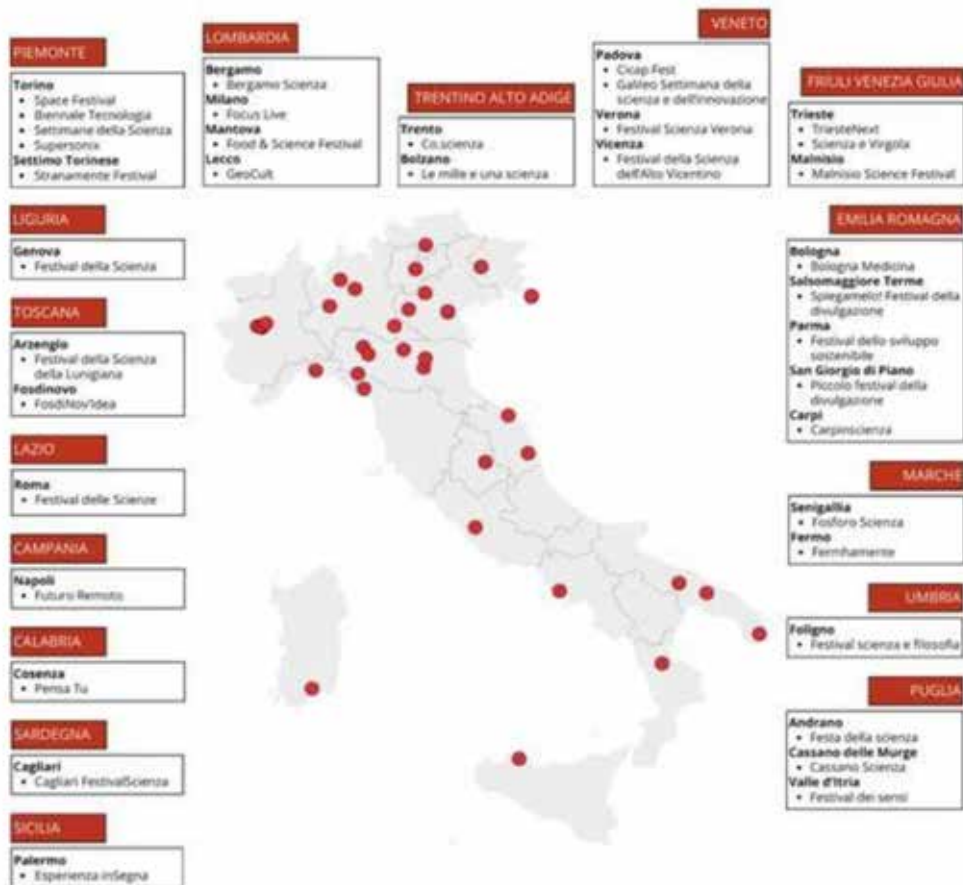 PIEMONTE
Torino
• Space Festival
• Biennale Tecnologia
• Settimane della Scienza
• Supersonix
Settimo Torinese
• Stranamente Festival
LOMBARDIA
Bergamo
• Bergamo Scienza
Milano
• Focus Live
Mantova
• Food & Science Festival
Lecco
• GeoCult
TRENTINO ALTO ADIGE
Trento
• Co.scienza
Bolzano
• Le mille e una scienza
VENETO
Padova
• Cicap Fest
• Galileo Settimana della
scienza e dell'innovazione
Verona
• Festival Scienza Verona
Vicenza
• Festival della Scienza
dell'Alto Vicentino
FRIULI VENEZIA GIULIA
Trieste
• TriesteNext
• Scienza e Virgola
Malnisio
• Malnisio Science Festival
LIGURIA
Genova
• Festival della Scienza
TOSCANA
Arzengio
• Festival della Scienza
della Lunigiana
Fosdinovo
• FosdiNov'Idea
LAZIO
Roma
• Festival delle Scienze
CAMPANIA
Napoli
• Futuro Remoto
CALABRIA
Cosenza
• Pensa Tu
SARDEGNA
Cagliari
• Cagliari FestivalScienza
SICILIA
Palermo
• Esperienza inSegna
EMILIA ROMAGNA
Bologna
• Bologna Medicina
Salsomaggiore Terme
• Spiegamelo! Festival della
divulgazione
Parma
• Festival dello sviluppo
sostenibile
San Giorgio di Piano
• Piccolo festival della
divulgazione
Carpi
• Carpinscienza
MARCHE
Senigallia
• Fosforo Scienza
Fermo
• Fermhamente
UMBRIA
Foligno
• Festival scienza e filosofia
PUGLIA
Andrano
• Festa della scienza
Cassano delle Murge
• Cassano Scienza
Valle d'Itria
• Festival dei sensi